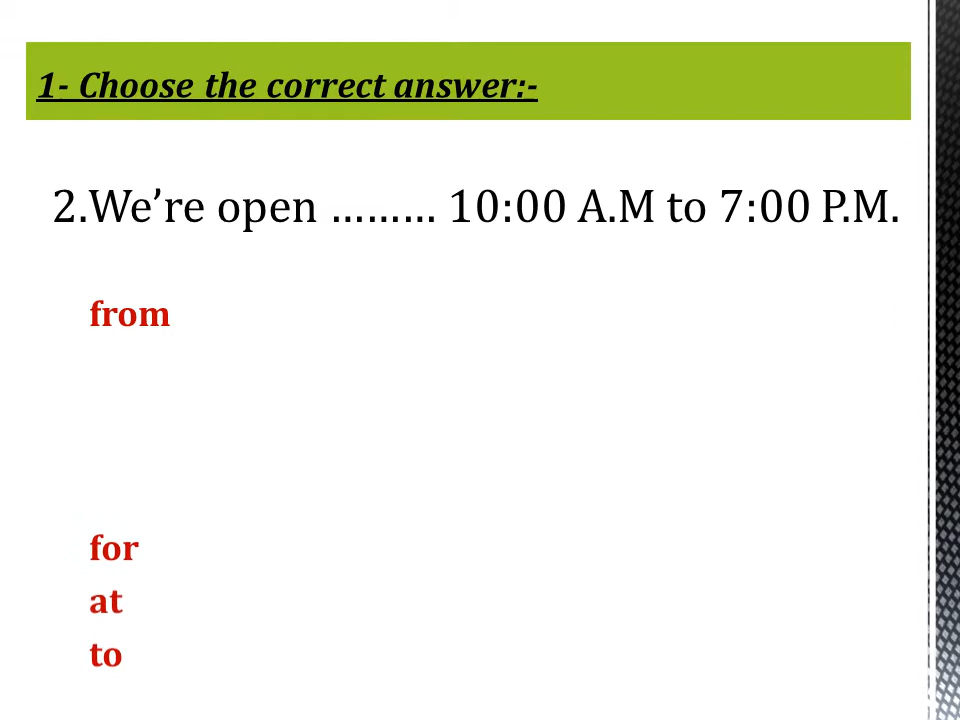 1- Choose the correct answer:-
2.We’re open ……… 10:00 A.M to 7:00 P.M.
from
for
at
to